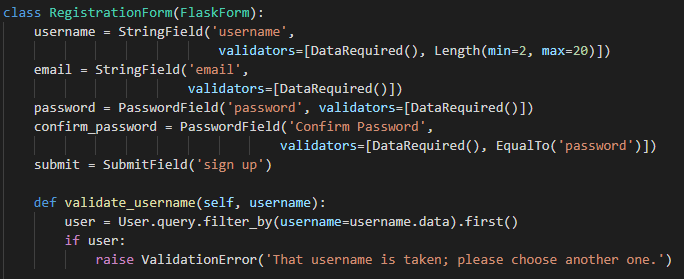 class RegistrationForm(FlaskForm):
    username = StringField('username',
                           validators=[DataRequired(), Length(min=2, max=20)])
    email = StringField('email',
                        validators=[DataRequired()])
    password = PasswordField('password', validators=[DataRequired()])
    confirm_password = PasswordField('Confirm Password',
                                     validators=[DataRequired(), EqualTo('password')])
    submit = SubmitField('sign up')

    def validate_username(self, username):
        user = User.query.filter_by(username=username.data).first()
        if user:
            raise ValidationError('That username is taken; please choose another one.')